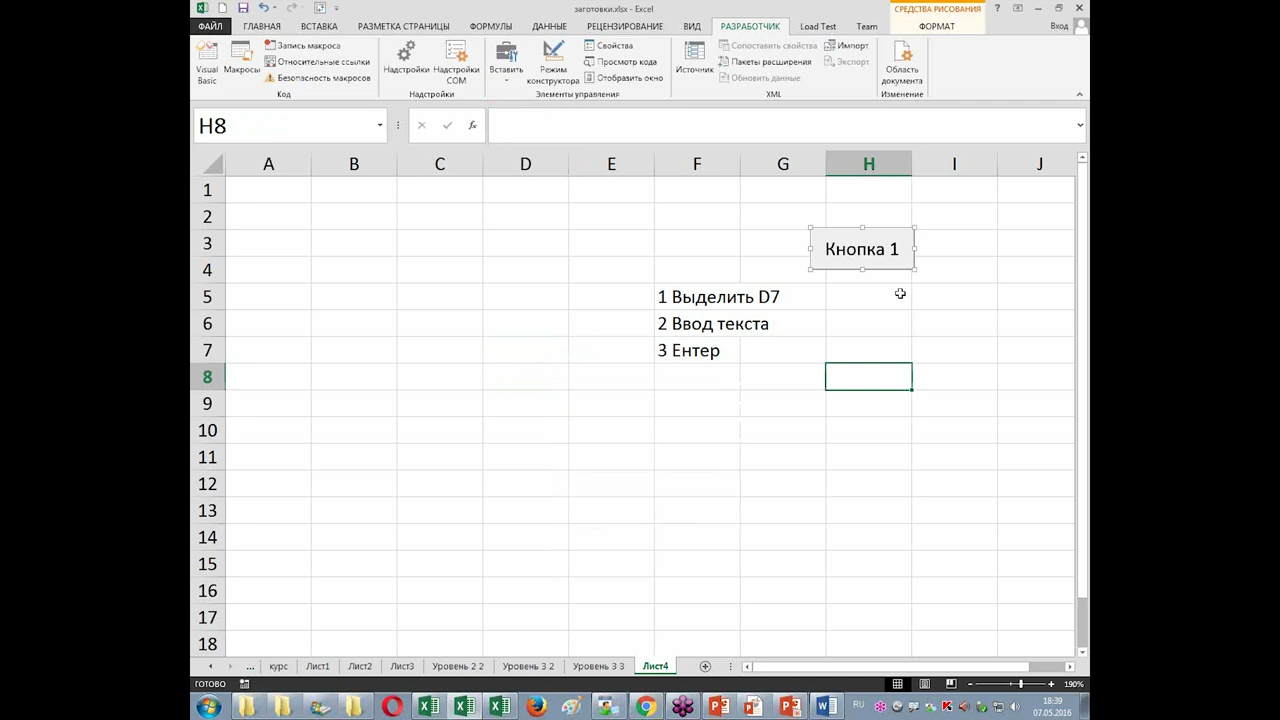 заготовки.xlsx - Excel
СРЕДСТВА РИСОВАНИЯ
ФАЙЛ ГЛАВНАЯ ВСТАВКА РАЗМЕТКА СТРАНИЦЫ ФОРМУЛЫ ДАННЫЕ РЕЦЕНЗИРОВАНИЕ ВИД РАЗРАБОТЧИК Load Test Team ФОРМАТ Вход
Visual Basic
Макросы
Запись макроса
Относительные ссылки
Безопасность макросов
Код
Надстройки
Надстройки COM
Надстройки
Вставить
Режим конструктора
Свойства
Просмотр кода
Отобразить окно
Элементы управления
Источник
Сопоставить свойства
Пакеты расширения
Обновить данные
Импорт
Экспорт
XML
Область документа
Изменение
H8 fx
A B C D E F G H I J
1
2
3
Кнопка 1
4
5 1 Выделить D7
6 2 Ввод текста
7 3 Ентер
8
9
10
11
12
13
14
15
16
17
18
... курс Лист1 Лист2 Лист3 Уровень 2 2 Уровень 3 3 Лист4
ГОТОВО 190%
RU 18:39
07.05.2016